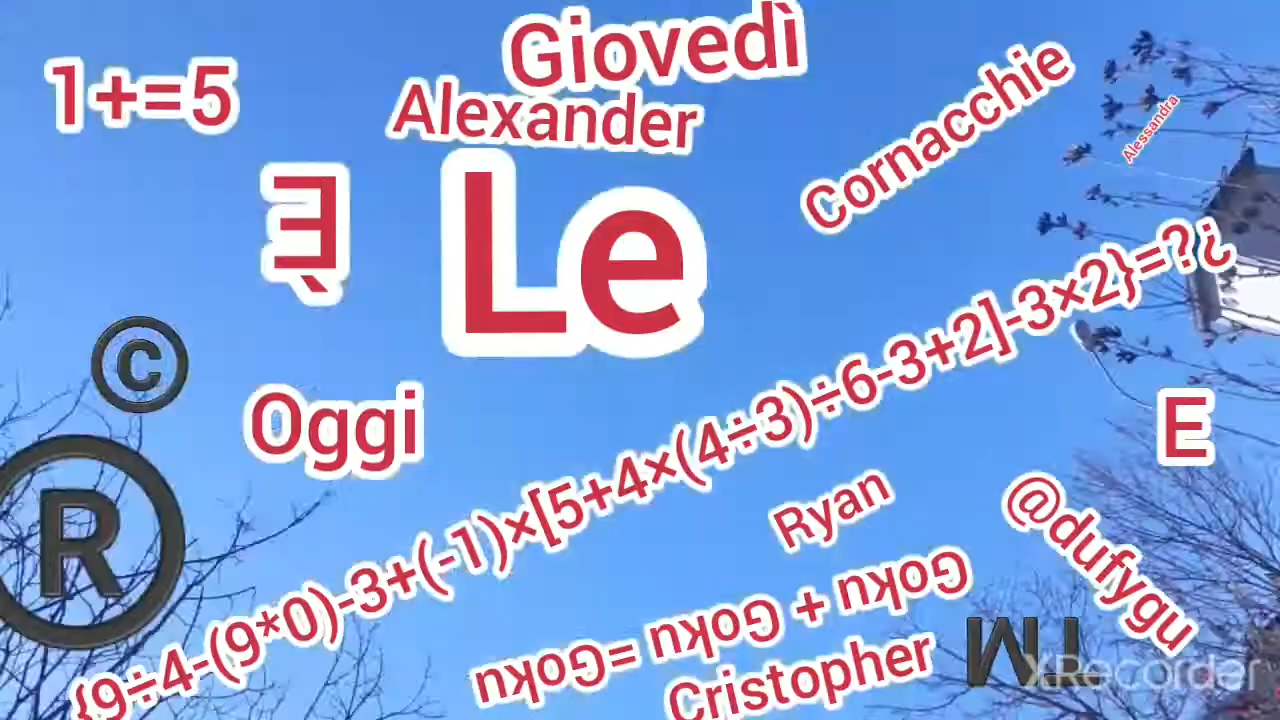 Giovedì
1+=5
Alexander
Cornacchie
Alessandra
È
Le
©
Oggi
E
®
{9÷4-(9*0)-3+(-1)×[5+4×(4÷3)÷6-3+2]-3×2}=?¿
Ryan
@dufygu
Goku + Goku =Goku
Cristopher
TM
XRecorder